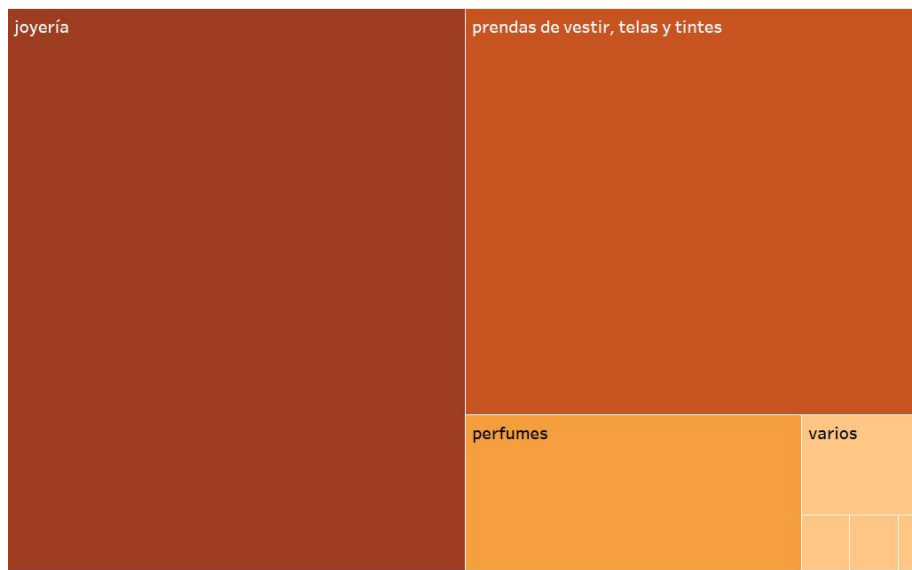 joyería
prendas de vestir, telas y tintes
perfumes
varios